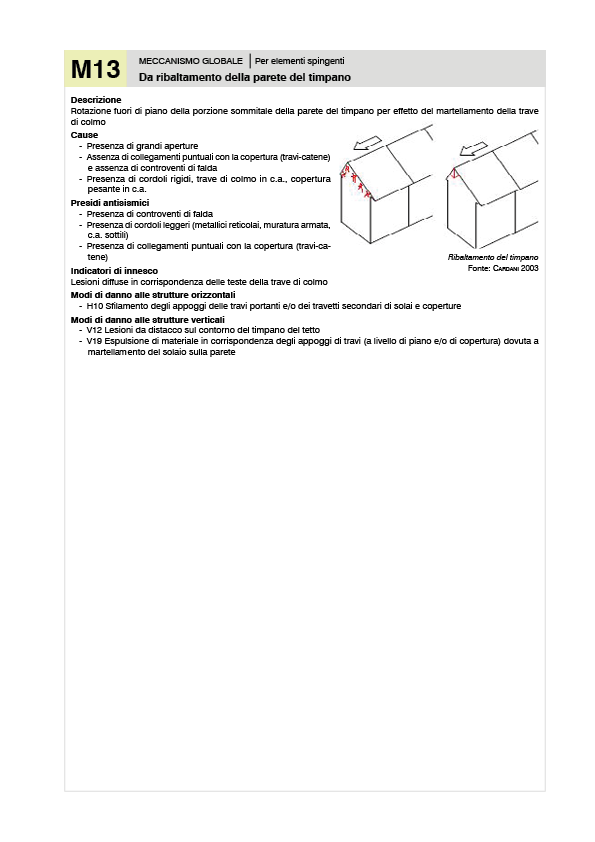 M13
MECCANISMO GLOBALE | Per elementi spingenti
Da ribaltamento della parete del timpano
Descrizione
Rotazione fuori di piano della porzione sommitale della parete del timpano per effetto del martellamento della trave
di colmo
Cause
- Presenza di grandi aperture
- Assenza di collegamenti puntuali con la copertura (travi-catene)
e assenza di controventi di falda
- Presenza di cordoli rigidi, trave di colmo in c.a., copertura
pesante in c.a.
Presidi antisismici
- Presenza di controventi di falda
- Presenza di cordoli leggeri (metallici reticolai, muratura armata,
c.a. sottili)
- Presenza di collegamenti puntuali con la copertura (travi-ca-
tene)
Ribaltamento del timpano
Fonte: Cardani 2003
Indicatori di innesco
Lesioni diffuse in corrispondenza delle teste della trave di colmo
Modi di danno alle strutture orizzontali
- H10 Sfilamento degli appoggi delle travi portanti e/o dei travetti secondari di solai e coperture
Modi di danno alle strutture verticali
- V12 Lesioni da distacco sul contorno del timpano del tetto
- V19 Espulsione di materiale in corrispondenza degli appoggi di travi (a livello di piano e/o di copertura) dovuta a
martellamento del solaio sulla parete